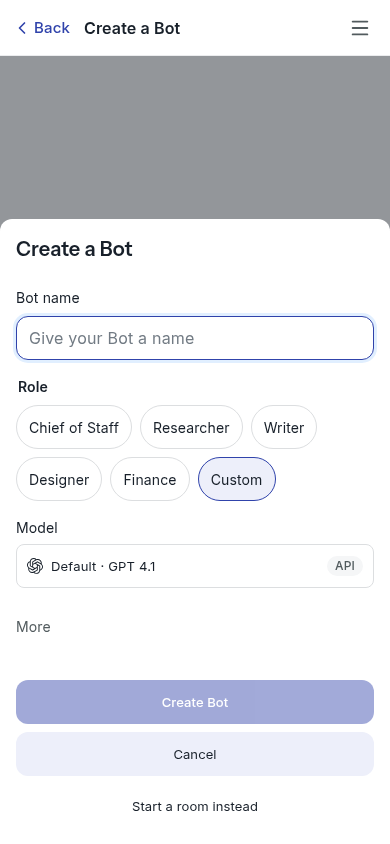 Back Create a Bot
Create a Bot
Bot name
Give your Bot a name
Role
Chief of Staff Researcher Writer
Designer Finance Custom
Model
Default · GPT 4.1 API
More
Create Bot
Cancel
Start a room instead